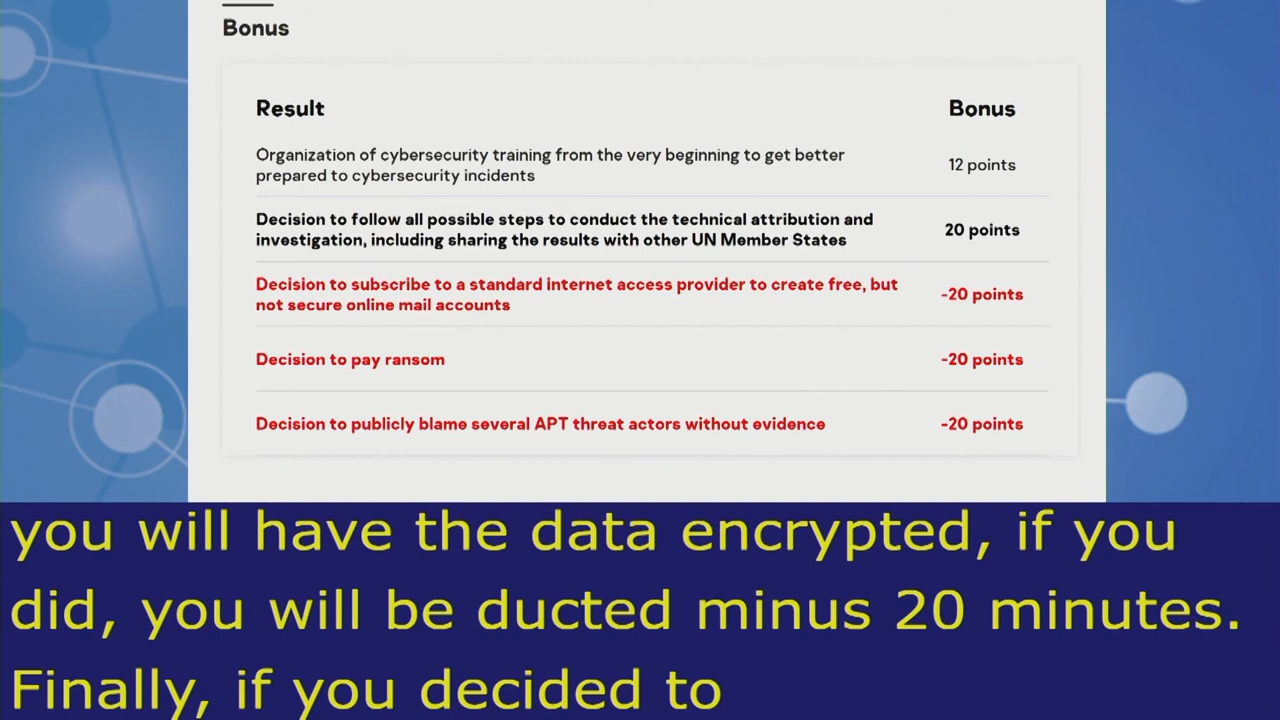 Bonus
Result Bonus
Organization of cybersecurity training from the very beginning to get better
prepared to cybersecurity incidents
12 points
Decision to follow all possible steps to conduct the technical attribution and
investigation, including sharing the results with other UN Member States
20 points
Decision to subscribe to a standard internet access provider to create free, but
not secure online mail accounts
-20 points
Decision to pay ransom -20 points
Decision to publicly blame several APT threat actors without evidence -20 points
you will have the data encrypted, if you
did, you will be ducted minus 20 minutes.
Finally, if you decided to